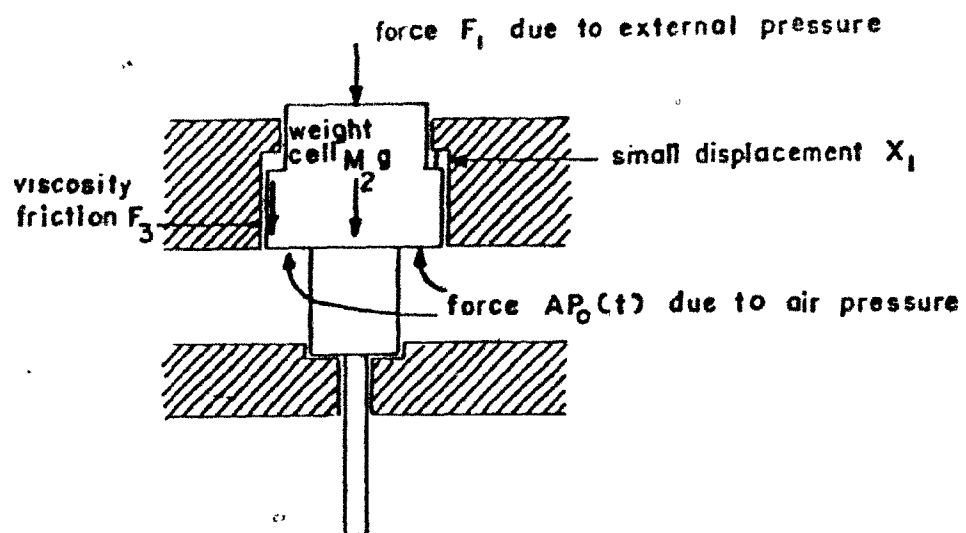 force F₁ due to external pressure
weight
cell M₂g
small displacement X₁
viscosity
friction F₃
force AP₀(t) due to air pressure